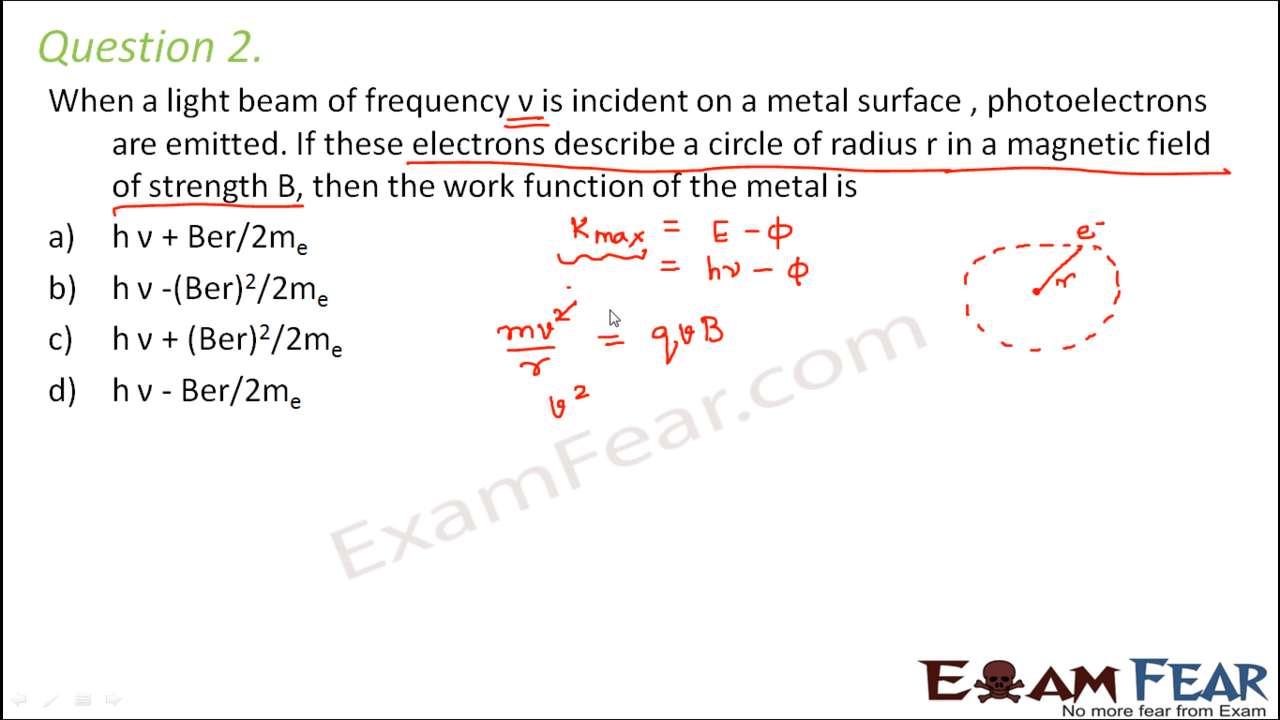 Question 2.
When a light beam of frequency ν is incident on a metal surface , photoelectrons
are emitted. If these electrons describe a circle of radius r in a magnetic field
of strength B, then the work function of the metal is
a) h ν + Ber/2mₑ
b) h ν -(Ber)²/2mₑ
c) h ν + (Ber)²/2mₑ
d) h ν - Ber/2mₑ
Kmax = E - ϕ
= hν - ϕ
mv²/r = qvB
v²
e⁻
r
ExamFear.com
EXAM FEAR
No more fear from Exam